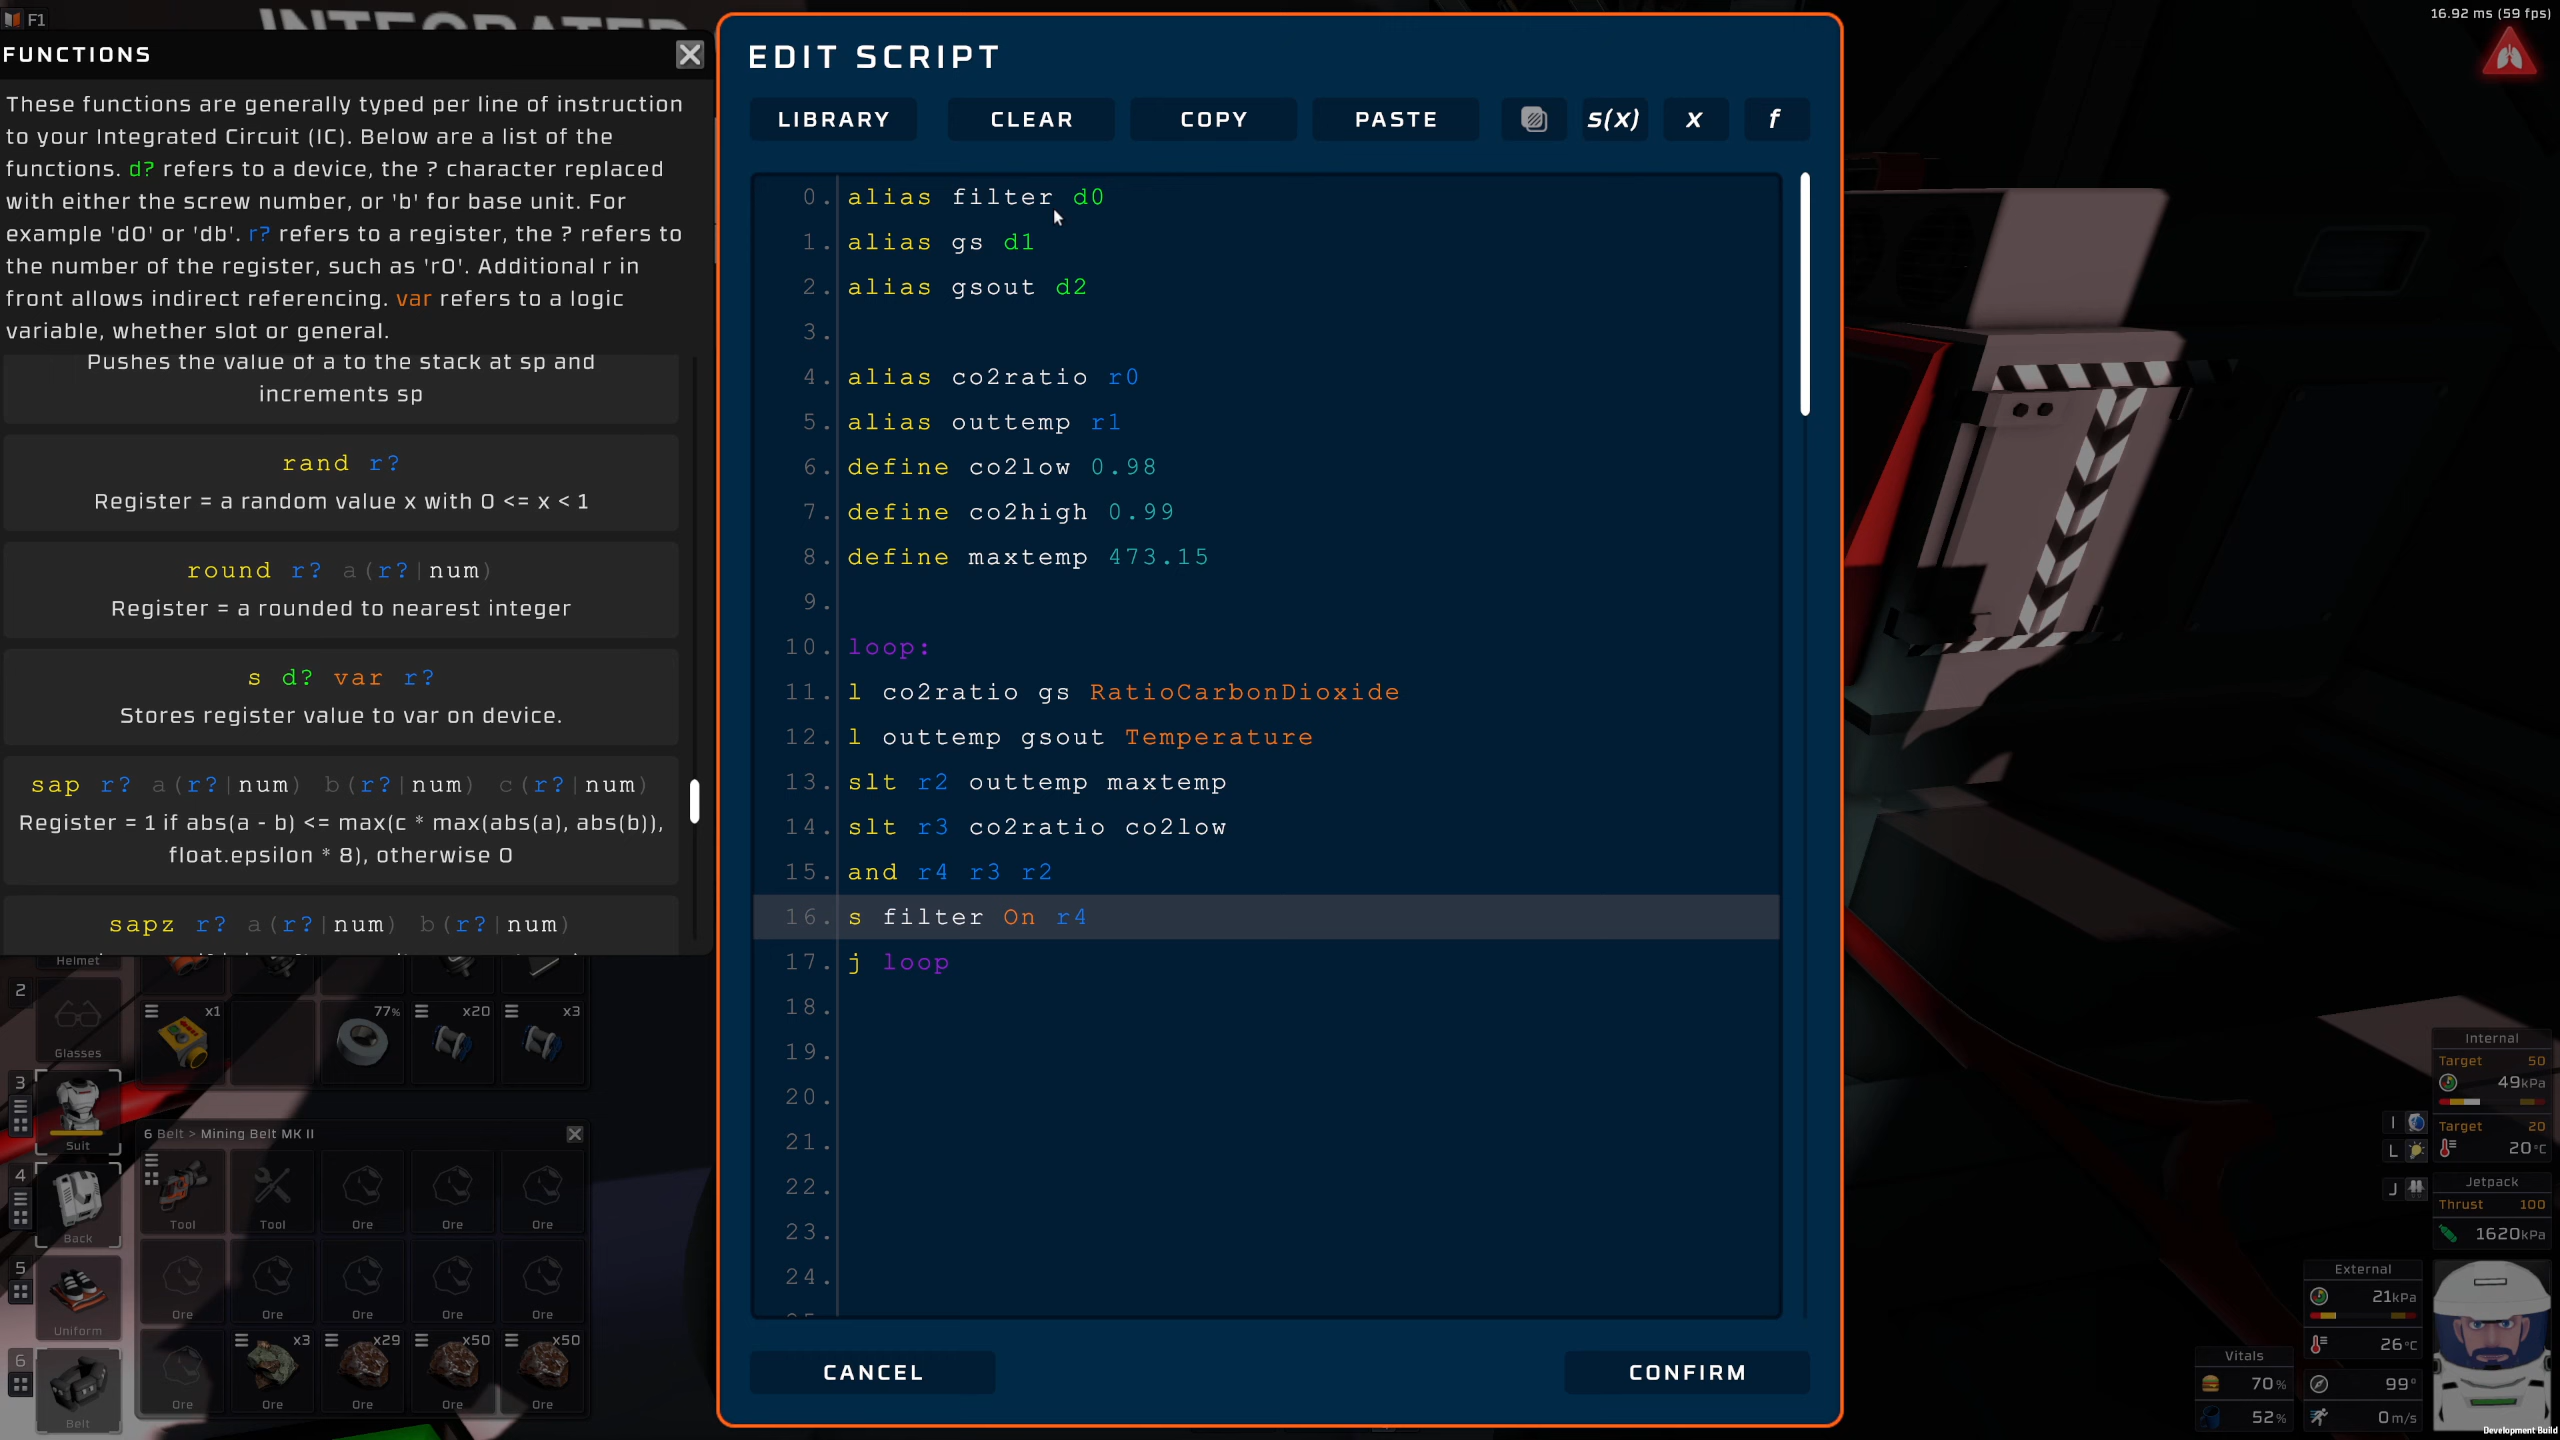 F1
INTEGRATED
16.92 ms (59 fps)
FUNCTIONS
These functions are generally typed per line of instruction
to your Integrated Circuit (IC). Below are a list of the
functions. d? refers to a device, the ? character replaced
with either the screw number, or 'b' for base unit. For
example 'd0' or 'db'. r? refers to a register, the ? refers to
the number of the register, such as 'r0'. Additional r in
front allows indirect referencing. var refers to a logic
variable, whether slot or general.
Pushes the value of a to the stack at sp and
increments sp
rand r?
Register = a random value x with 0 <= x < 1
round r? a(r?|num)
Register = a rounded to nearest integer
s d? var r?
Stores register value to var on device.
sap r? a(r?|num) b(r?|num) c(r?|num)
Register = 1 if abs(a - b) <= max(c * max(abs(a), abs(b)),
float.epsilon * 8), otherwise 0
sapz r? a(r?|num) b(r?|num)
EDIT SCRIPT
LIBRARY
CLEAR
COPY
PASTE
s(x)
x
f
0. alias filter d0
1. alias gs d1
2. alias gsout d2
3.
4. alias co2ratio r0
5. alias outtemp r1
6. define co2low 0.98
7. define co2high 0.99
8. define maxtemp 473.15
9.
10. loop:
11. l co2ratio gs RatioCarbonDioxide
12. l outtemp gsout Temperature
13. slt r2 outtemp maxtemp
14. slt r3 co2ratio co2low
15. and r4 r3 r2
16. s filter On r4
17. j loop
18.
19.
20.
21.
22.
23.
24.
CANCEL
CONFIRM
Helmet
2
Glasses
3
Suit
4
Back
5
Uniform
6
Belt
x1
77%
x20
x3
6 Belt > Mining Belt MK II
Tool
Tool
Ore
Ore
Ore
Ore
Ore
Ore
Ore
Ore
x3
x29
x50
x50
Ore
Ore
Ore
Ore
Ore
Internal
Target 50
49kPa
Target 20
20°C
I
L
J
Jetpack
Thrust 100
1620kPa
External
21kPa
26°C
99°
0m/s
Vitals
70%
52%
Development Build